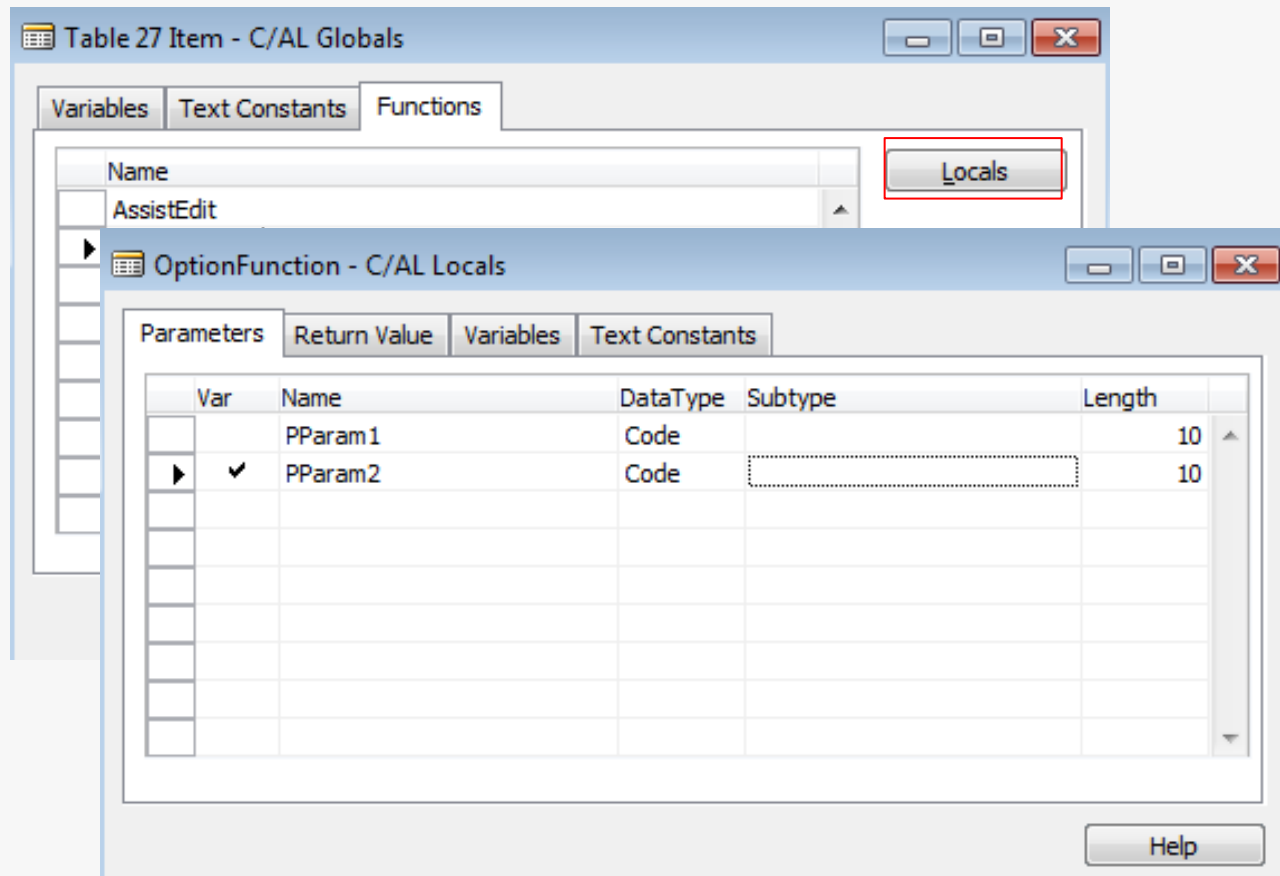 Table 27 Item - C/AL Globals
Variables Text Constants Functions
Name
Locals
AssistEdit
OptionFunction - C/AL Locals
Parameters Return Value Variables Text Constants
Var Name DataType Subtype Length
PParam1 Code 10
PParam2 Code 10
Help